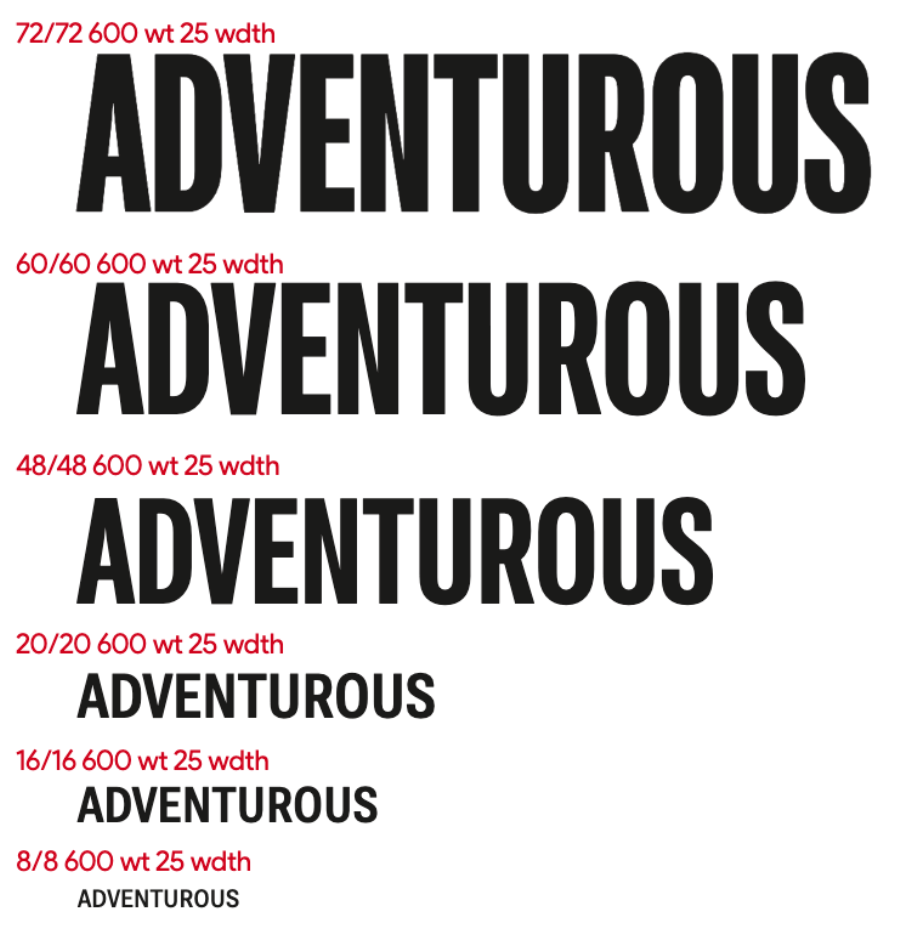 72/72 600 wt 25 wdth
ADVENTUROUS
60/60 600 wt 25 wdth
ADVENTUROUS
48/48 600 wt 25 wdth
ADVENTUROUS
20/20 600 wt 25 wdth
ADVENTUROUS
16/16 600 wt 25 wdth
ADVENTUROUS
8/8 600 wt 25 wdth
ADVENTUROUS